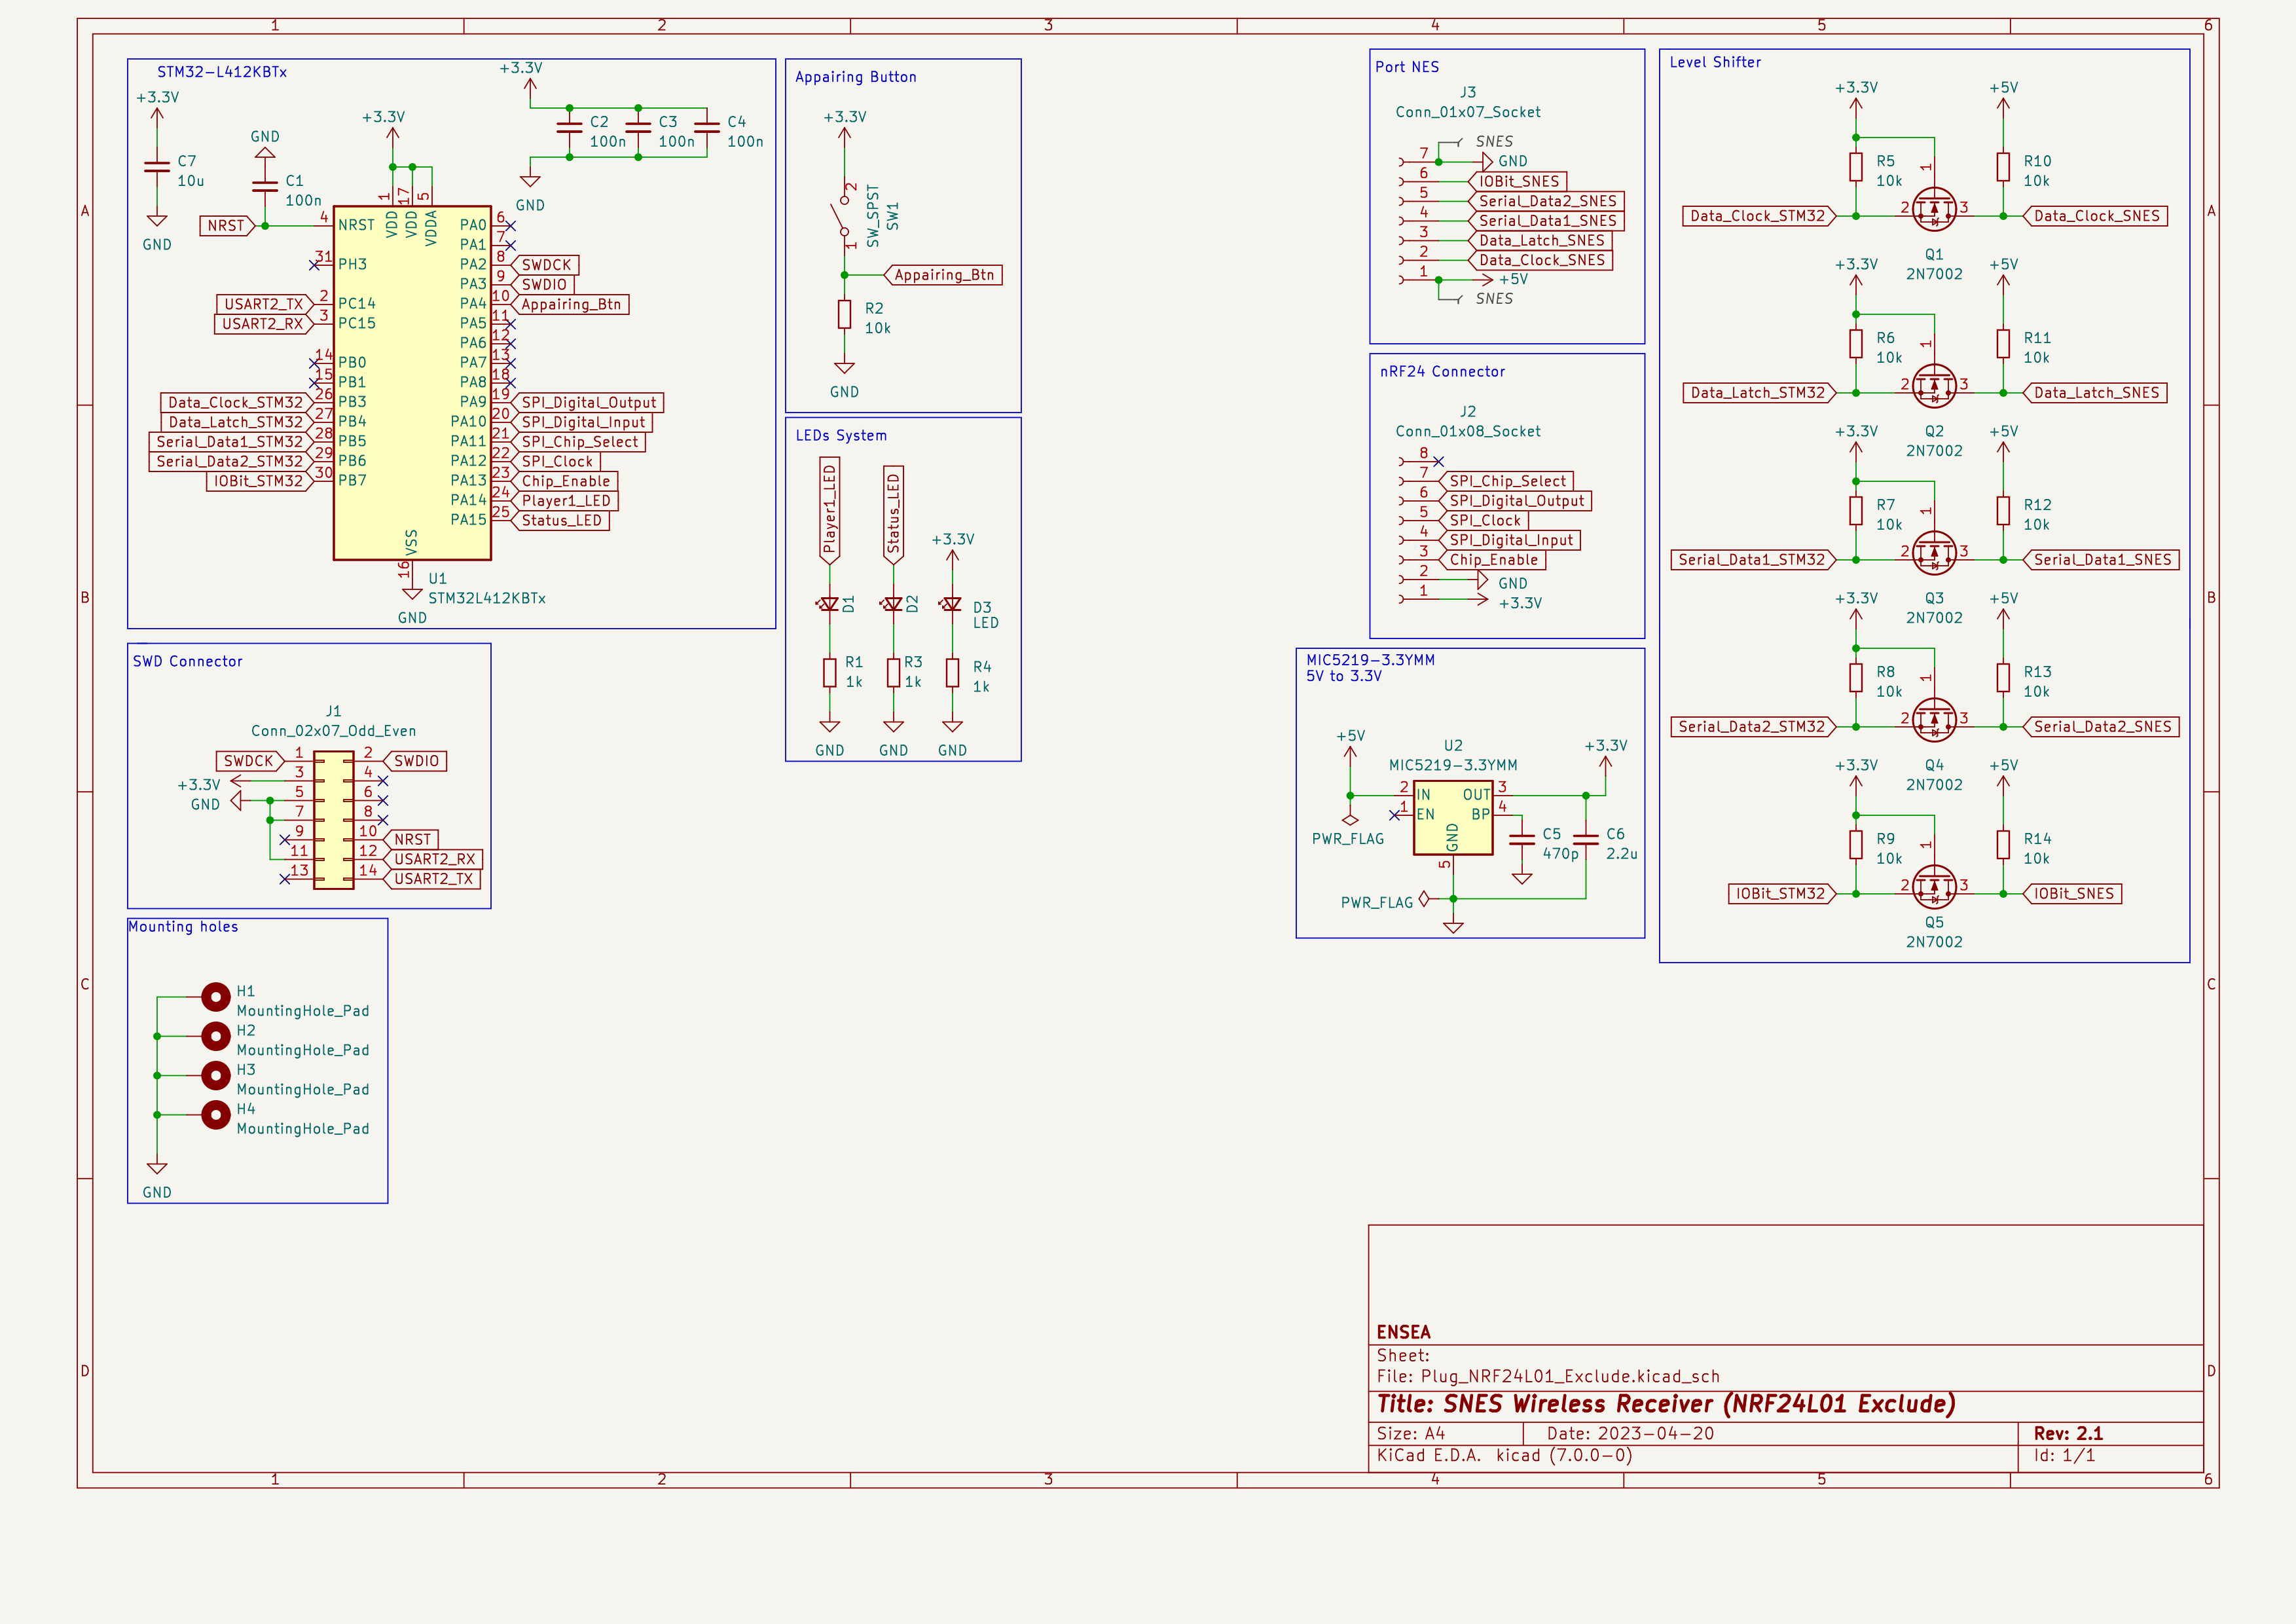 1 2 3 4 5 6
A
B
C
D
A
B
C
D
1 2 3 4 5 6
STM32-L412KBTx
+3.3V
C7
10u
GND
GND
C1
100n
NRST
+3.3V
+3.3V
C2
100n
C3
100n
C4
100n
GND
1 17 5
VDD VDD VDDA
4 NRST
31 PH3
2 PC14
3 PC15
14 PB0
15 PB1
26 PB3
27 PB4
28 PB5
29 PB6
30 PB7
USART2_TX
USART2_RX
Data_Clock_STM32
Data_Latch_STM32
Serial_Data1_STM32
Serial_Data2_STM32
IOBit_STM32
PA0 6
PA1 7
PA2 8 SWDCK
PA3 9 SWDIO
PA4 10 Appairing_Btn
PA5 11
PA6 12
PA7 13
PA8 18
PA9 19 SPI_Digital_Output
PA10 20 SPI_Digital_Input
PA11 21 SPI_Chip_Select
PA12 22 SPI_Clock
PA13 23 Chip_Enable
PA14 24 Player1_LED
PA15 25 Status_LED
VSS
16
U1
STM32L412KBTx
GND
Appairing Button
+3.3V
2
SW_SPST
SW1
1
Appairing_Btn
R2
10k
GND
LEDs System
Player1_LED
Status_LED
+3.3V
D1
D2
D3
LED
R1
1k
R3
1k
R4
1k
GND
GND
GND
SWD Connector
J1
Conn_02x07_Odd_Even
SWDCK 1 2 SWDIO
+3.3V 3 4
GND 5 6
7 8
9 10 NRST
11 12 USART2_RX
13 14 USART2_TX
Mounting holes
H1
MountingHole_Pad
H2
MountingHole_Pad
H3
MountingHole_Pad
H4
MountingHole_Pad
GND
Port NES
J3
Conn_01x07_Socket
SNES
7 GND
6 IOBit_SNES
5 Serial_Data2_SNES
4 Serial_Data1_SNES
3 Data_Latch_SNES
2 Data_Clock_SNES
1 +5V
SNES
nRF24 Connector
J2
Conn_01x08_Socket
8
7 SPI_Chip_Select
6 SPI_Digital_Output
5 SPI_Clock
4 SPI_Digital_Input
3 Chip_Enable
2 GND
1 +3.3V
MIC5219-3.3YMM
5V to 3.3V
+5V
U2
MIC5219-3.3YMM
+3.3V
2 IN OUT 3
1 EN BP 4
GND
5
PWR_FLAG
C5
470p
C6
2.2u
PWR_FLAG
Level Shifter
+3.3V +5V
R5
10k
1
R10
10k
Data_Clock_STM32 2 3 Data_Clock_SNES
Q1
2N7002
+3.3V +5V
R6
10k
1
R11
10k
Data_Latch_STM32 2 3 Data_Latch_SNES
Q2
2N7002
+3.3V +5V
R7
10k
1
R12
10k
Serial_Data1_STM32 2 3 Serial_Data1_SNES
Q3
2N7002
+3.3V +5V
R8
10k
1
R13
10k
Serial_Data2_STM32 2 3 Serial_Data2_SNES
Q4
2N7002
+3.3V +5V
R9
10k
1
R14
10k
IOBit_STM32 2 3 IOBit_SNES
Q5
2N7002
ENSEA
Sheet:
File: Plug_NRF24L01_Exclude.kicad_sch
Title: SNES Wireless Receiver (NRF24L01 Exclude)
Size: A4 Date: 2023-04-20 Rev: 2.1
KiCad E.D.A. kicad (7.0.0-0) Id: 1/1